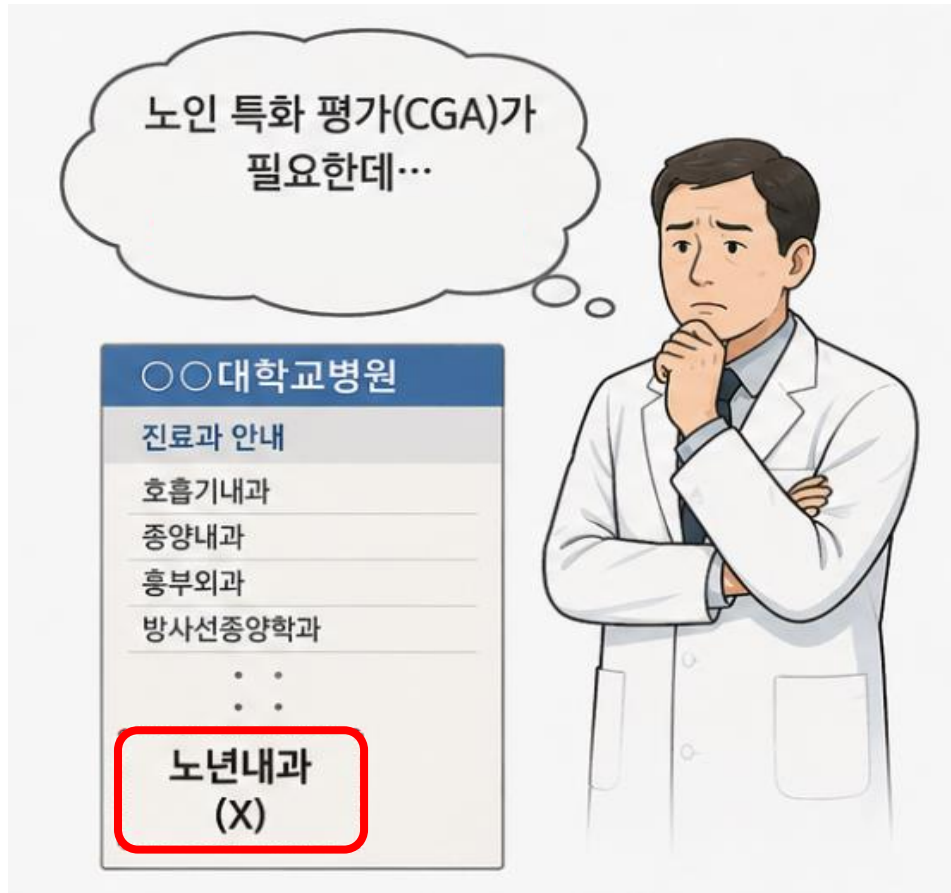 노인 특화 평가(CGA)가
필요한데…
○○대학교병원
진료과 안내
호흡기내과
종양내과
흉부외과
방사선종양학과
노년내과
(X)